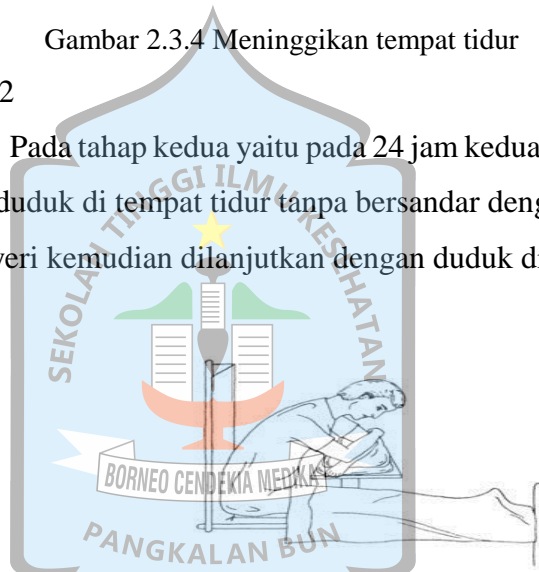 Gambar 2.3.4 Meninggikan tempat tidur
2
Pada tahap kedua yaitu pada 24 jam kedua
duduk di tempat tidur tanpa bersandar deng
eri kemudian dilanjutkan dengan duduk di
SEKOLAH TINGGI ILMU KESEHATAN
BORNEO CENDEKIA MEDIKA
PANGKALAN BUN